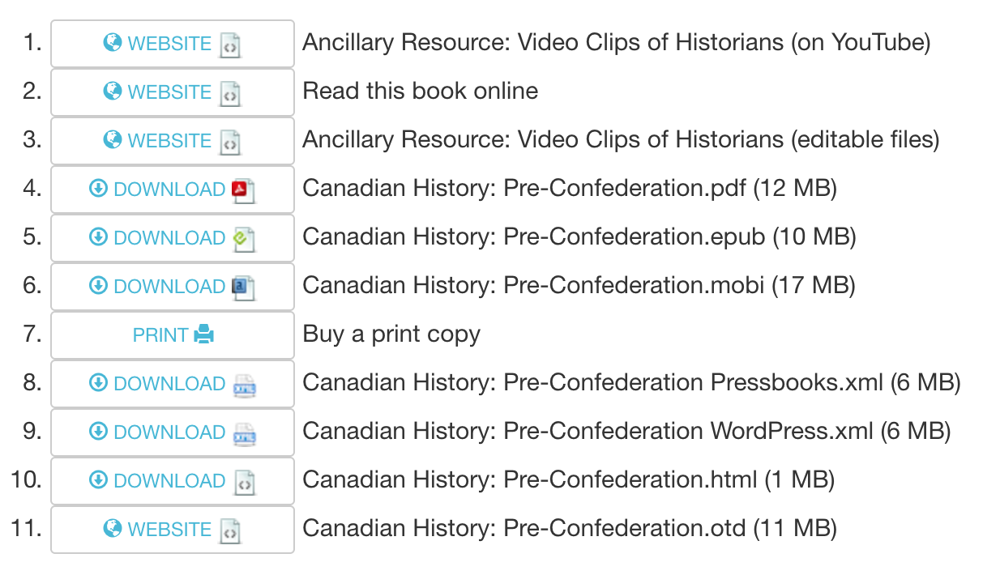 1. WEBSITE Ancillary Resource: Video Clips of Historians (on YouTube)
2. WEBSITE Read this book online
3. WEBSITE Ancillary Resource: Video Clips of Historians (editable files)
4. DOWNLOAD Canadian History: Pre-Confederation.pdf (12 MB)
5. DOWNLOAD Canadian History: Pre-Confederation.epub (10 MB)
6. DOWNLOAD Canadian History: Pre-Confederation.mobi (17 MB)
7. PRINT Buy a print copy
8. DOWNLOAD Canadian History: Pre-Confederation Pressbooks.xml (6 MB)
9. DOWNLOAD Canadian History: Pre-Confederation WordPress.xml (6 MB)
10. DOWNLOAD Canadian History: Pre-Confederation.html (1 MB)
11. WEBSITE Canadian History: Pre-Confederation.otd (11 MB)